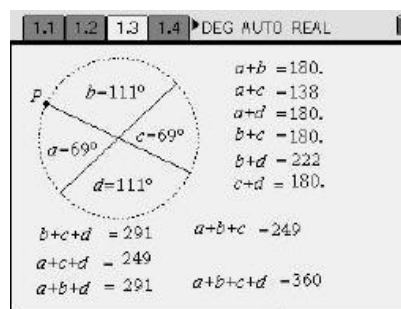 1.1 1.2 1.3 1.4 DEG AUTO REAL
P
b=111°
a=69°
c=69°
d=111°
a+b =180.
a+c =138
a+d =180.
b+c =180.
b+d =222
c+d =180.
b+c+d =291
a+b+c =249
a+c+d =249
a+b+d =291
a+b+c+d =360